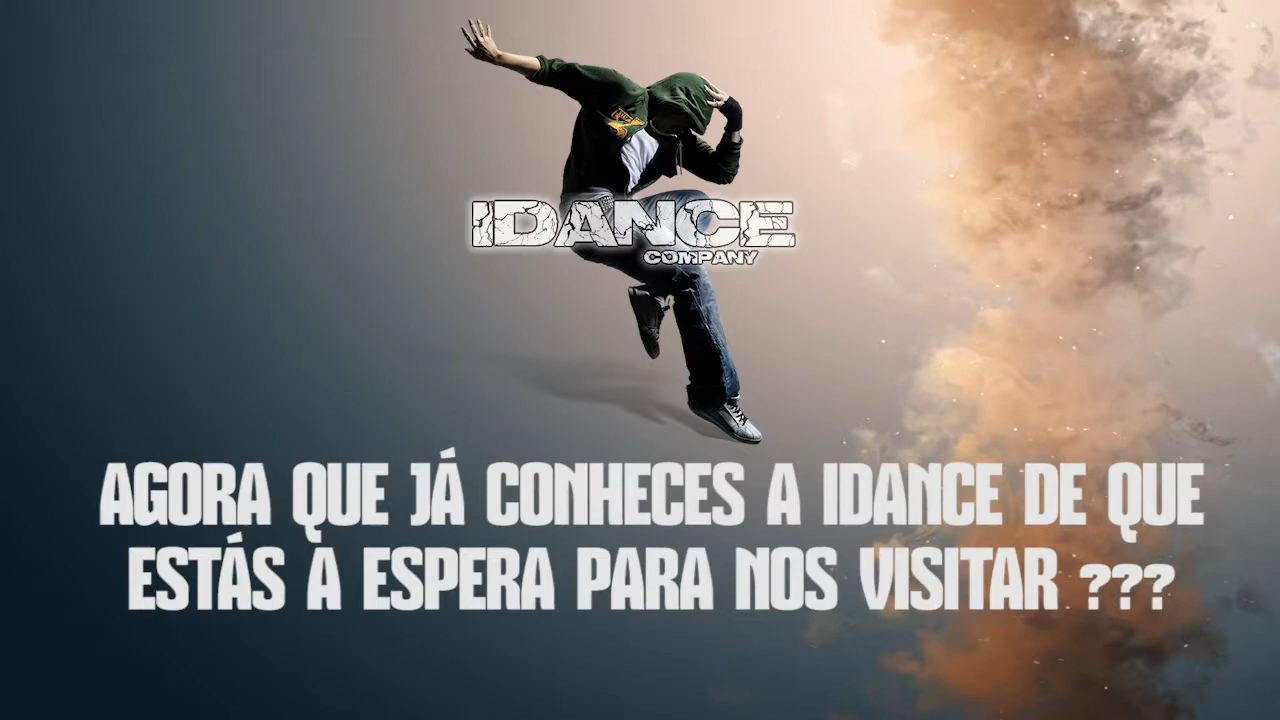 IDANCE
COMPANY
AGORA QUE JÁ CONHECES A IDANCE DE QUE
ESTÁS A ESPERA PARA NOS VISITAR ???